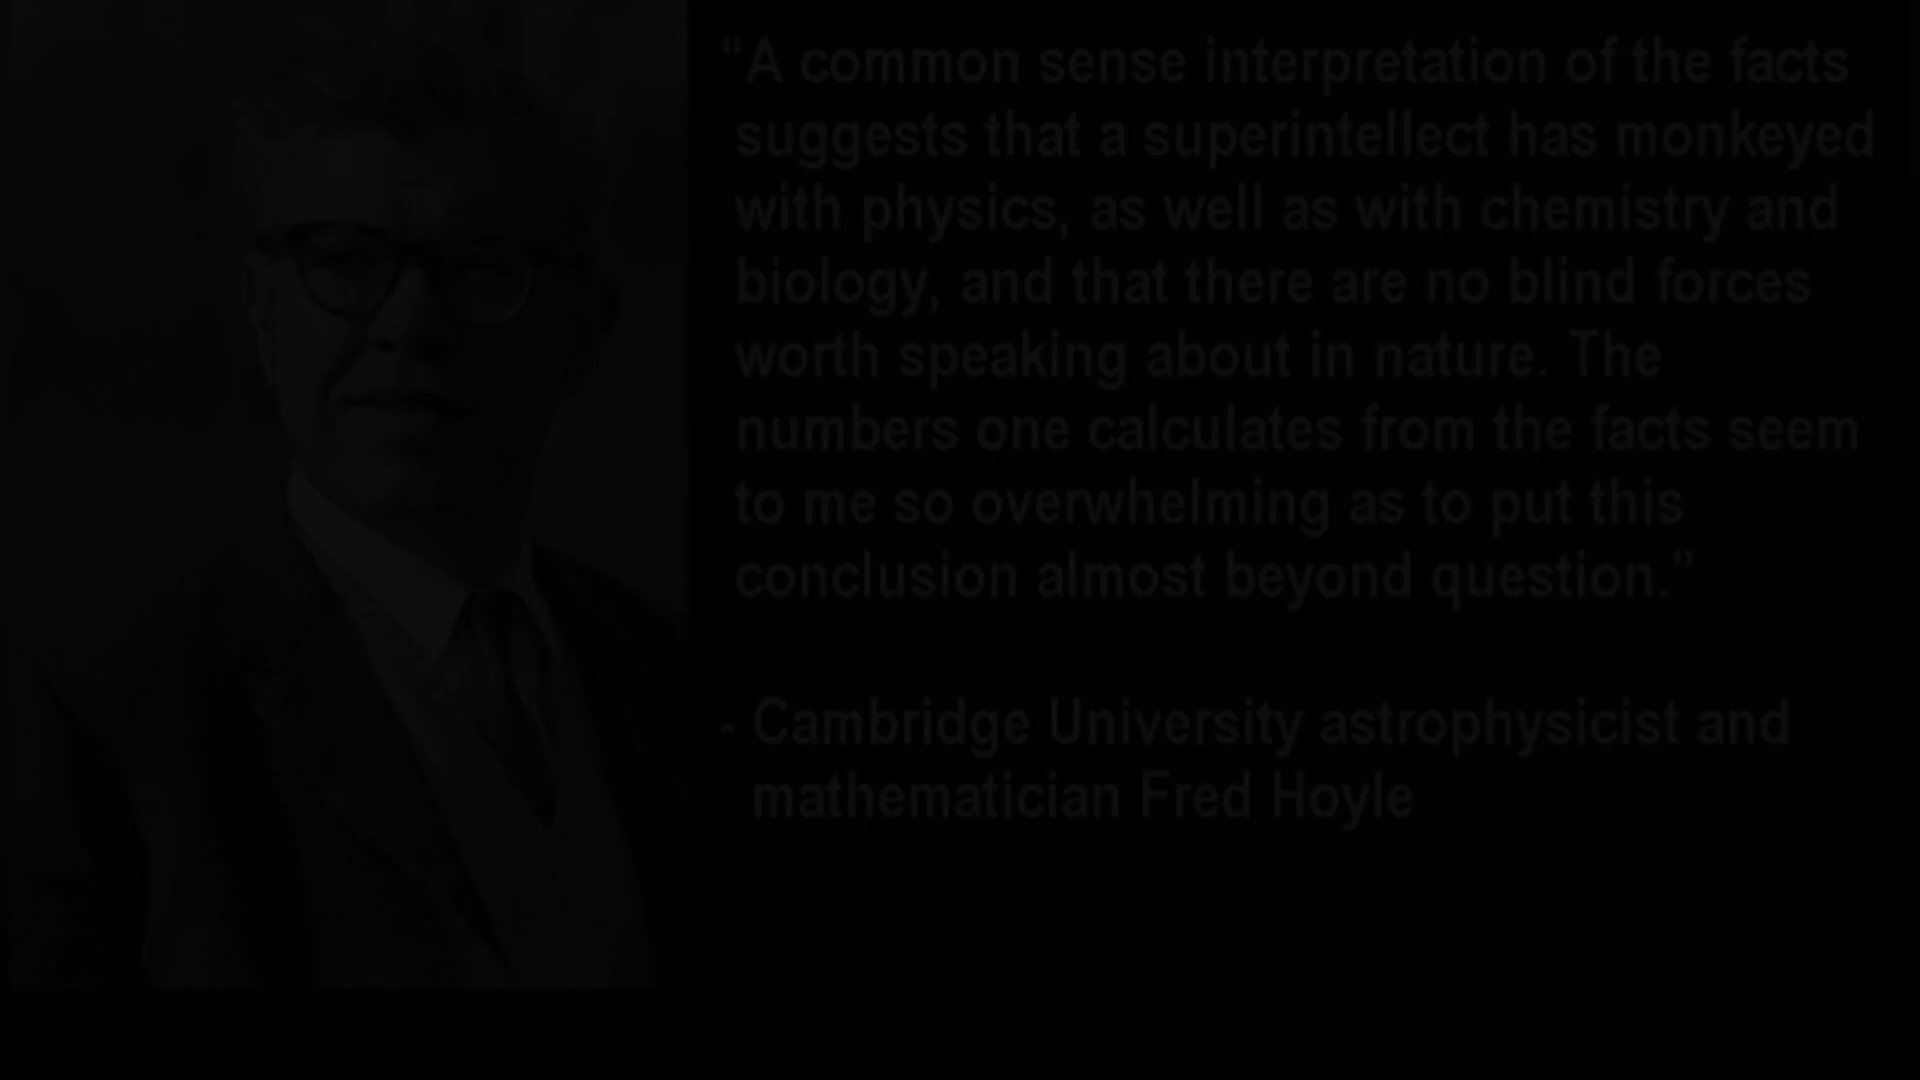 “A common sense interpretation of the facts
suggests that a superintellect has monkeyed
with physics, as well as with chemistry and
biology, and that there are no blind forces
worth speaking about in nature. The
numbers one calculates from the facts seem
to me so overwhelming as to put this
conclusion almost beyond question.”
- Cambridge University astrophysicist and
mathematician Fred Hoyle